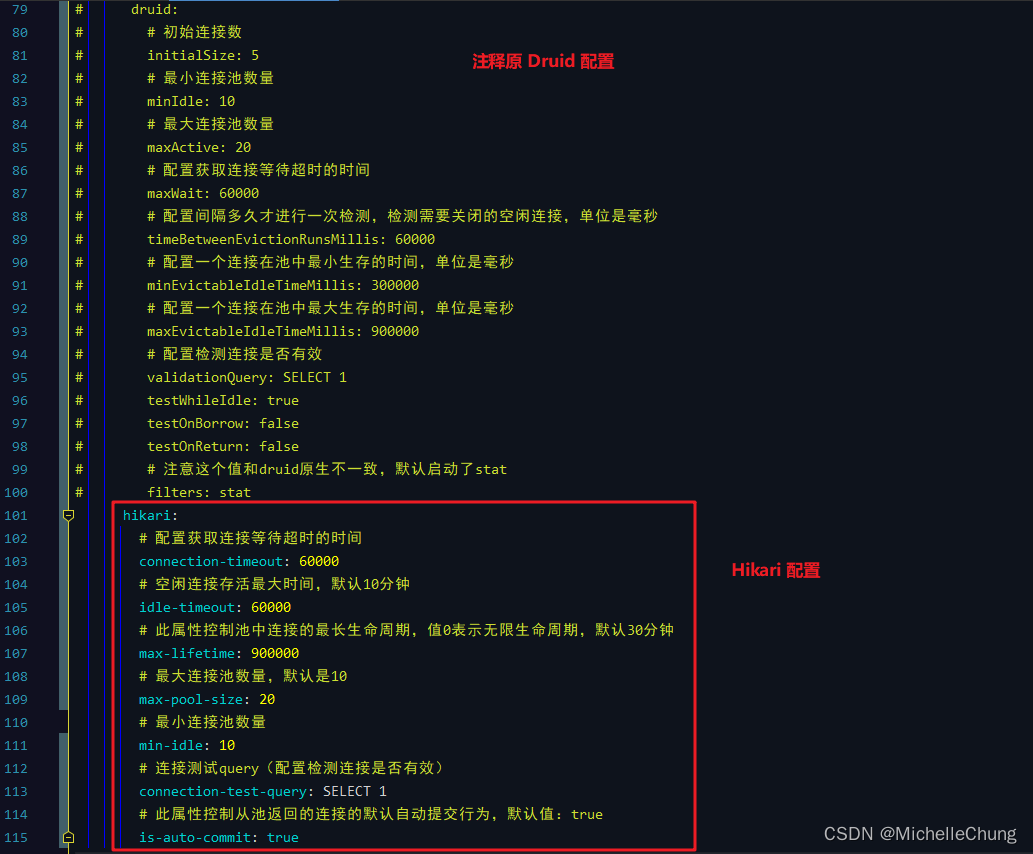 79 # druid:
80 # # 初始连接数
81 # initialSize: 5
注释原 Druid 配置
82 # # 最小连接池数量
83 # minIdle: 10
84 # # 最大连接池数量
85 # maxActive: 20
86 # # 配置获取连接等待超时的时间
87 # maxWait: 60000
88 # # 配置间隔多久才进行一次检测，检测需要关闭的空闲连接，单位是毫秒
89 # timeBetweenEvictionRunsMillis: 60000
90 # # 配置一个连接在池中最小生存的时间，单位是毫秒
91 # minEvictableIdleTimeMillis: 300000
92 # # 配置一个连接在池中最大生存的时间，单位是毫秒
93 # maxEvictableIdleTimeMillis: 900000
94 # # 配置检测连接是否有效
95 # validationQuery: SELECT 1
96 # testWhileIdle: true
97 # testOnBorrow: false
98 # testOnReturn: false
99 # # 注意这个值和druid原生不一致，默认启动了stat
100 # filters: stat
101 hikari:
102 # 配置获取连接等待超时的时间
103 connection-timeout: 60000
Hikari 配置
104 # 空闲连接存活最大时间，默认10分钟
105 idle-timeout: 60000
106 # 此属性控制池中连接的最长生命周期，值0表示无限生命周期，默认30分钟
107 max-lifetime: 900000
108 # 最大连接池数量，默认是10
109 max-pool-size: 20
110 # 最小连接池数量
111 min-idle: 10
112 # 连接测试query（配置检测连接是否有效）
113 connection-test-query: SELECT 1
114 # 此属性控制从池返回的连接的默认自动提交行为，默认值：true
115 is-auto-commit: true
CSDN @MichelleChung